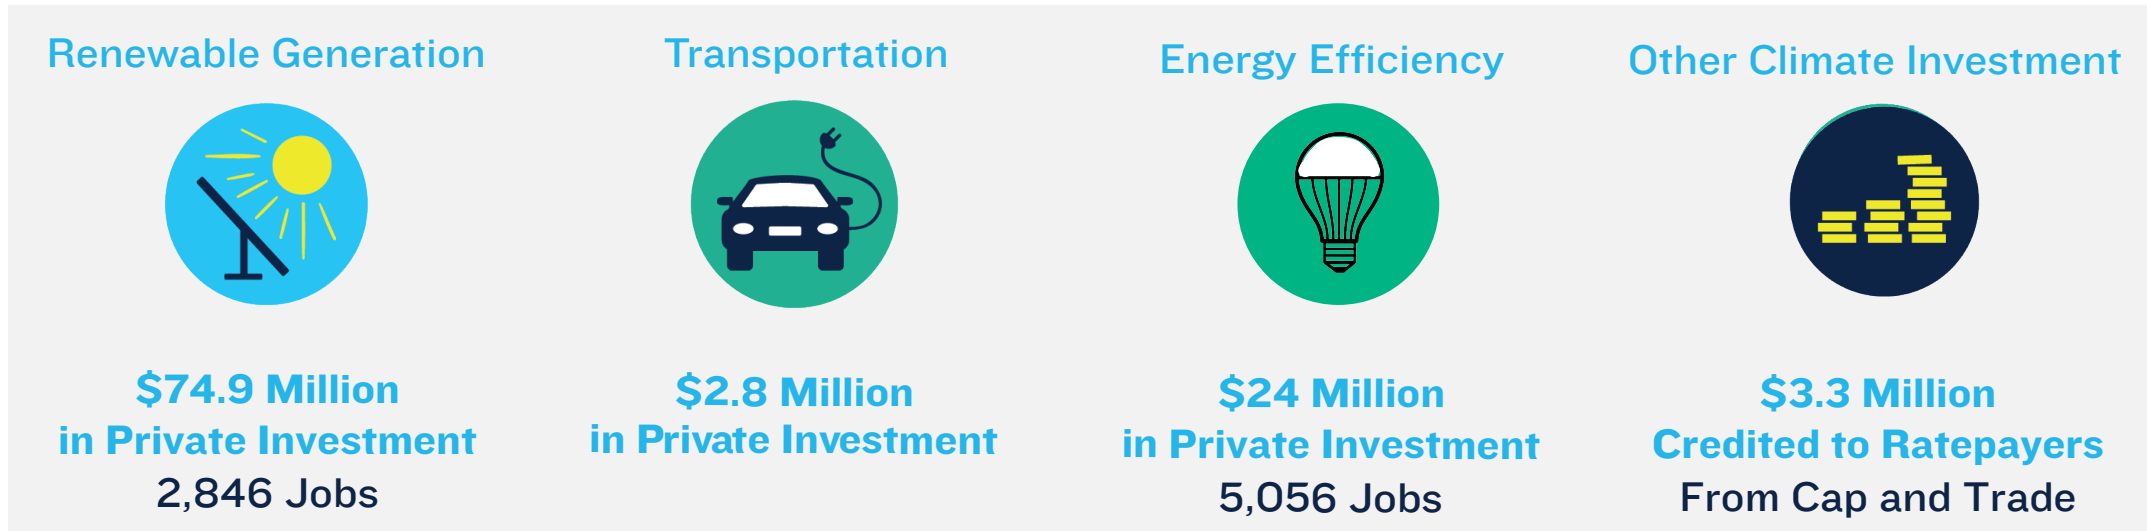 Renewable Generation
$74.9 Million
in Private Investment
2,846 Jobs
Transportation
$2.8 Million
in Private Investment
Energy Efficiency
$24 Million
in Private Investment
5,056 Jobs
Other Climate Investment
$3.3 Million
Credited to Ratepayers
From Cap and Trade